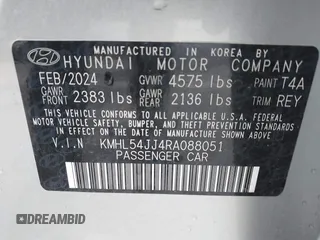 MANUFACTURED IN KOREA BY
HYUNDAI MOTOR COMPANY
FEB/2024 GVWR 4575 lbs PAINT T4A
GAWR FRONT 2383 lbs GAWR REAR 2136 lbs TRIM REY
THIS VEHICLE CONFORMS TO ALL APPLICABLE U.S.A. FEDERAL
MOTOR VEHICLE SAFETY, BUMPER, AND THEFT PREVENTION
STANDARDS IN EFFECT ON THE DATE OF MANUFACTURE SHOWN ABOVE.
V.I.N KMHL54JJ4RA088051
PASSENGER CAR
© DREAMBID
DREAMBID.COM